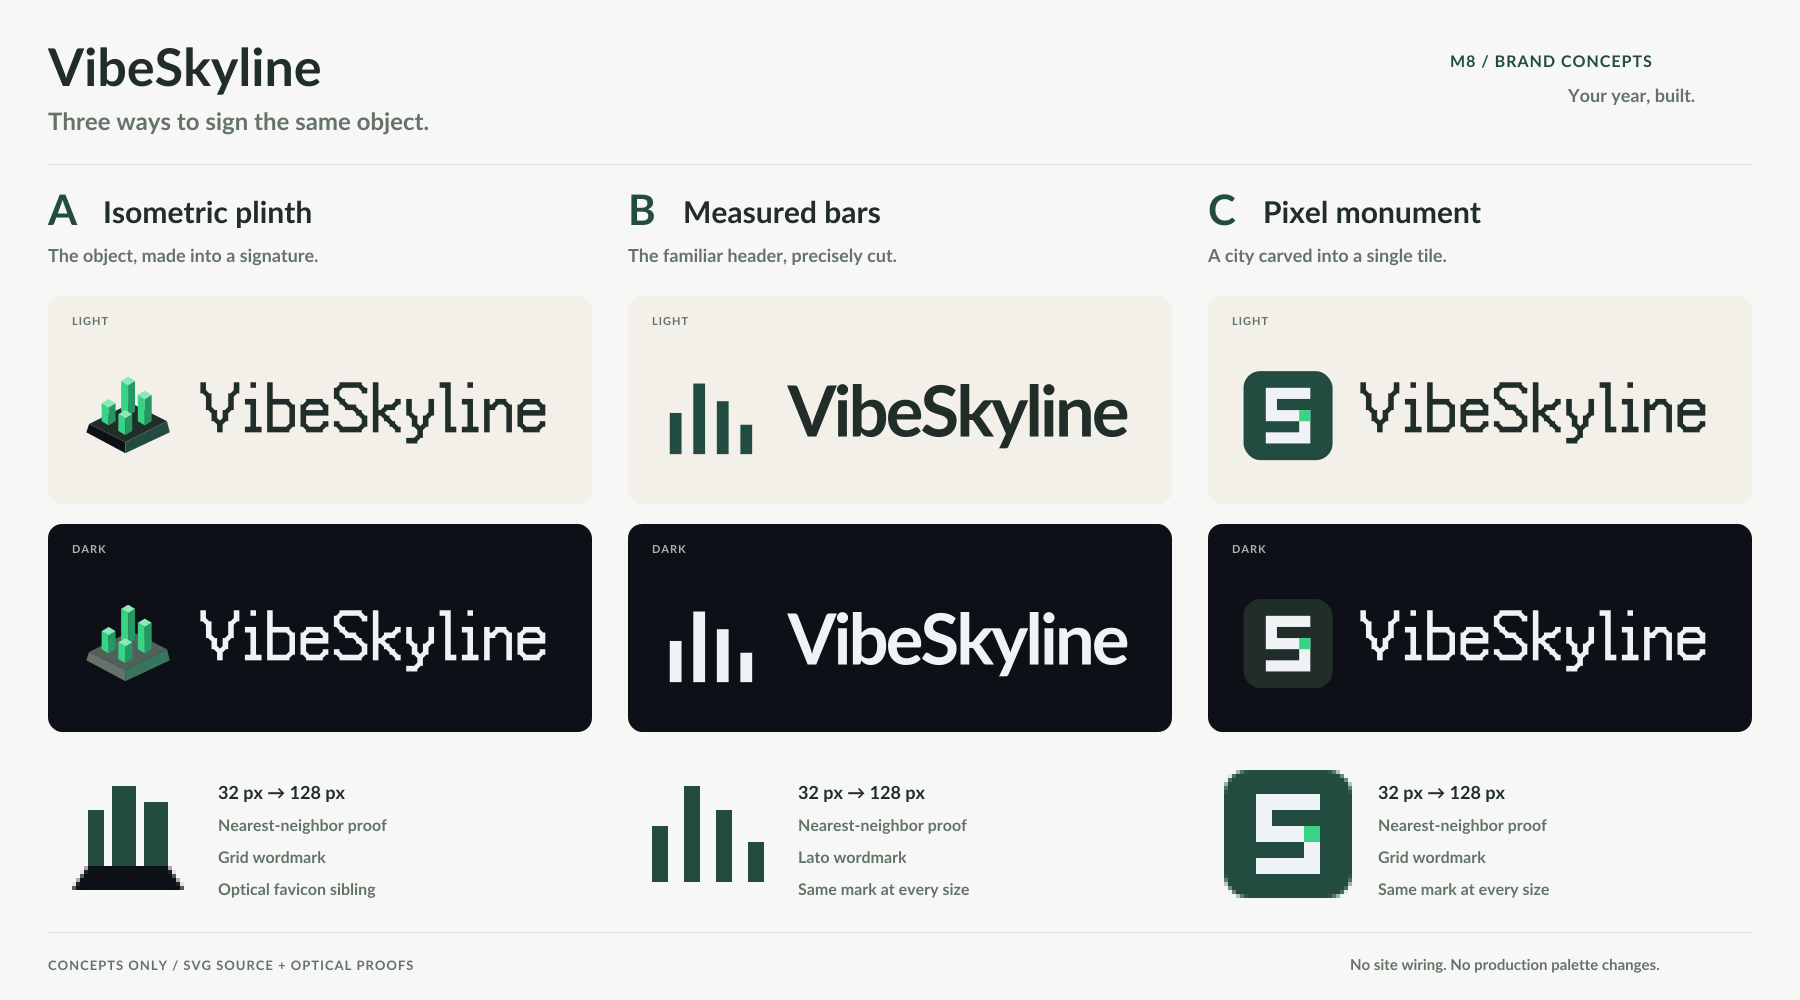 VibeSkyline
Three ways to sign the same object.
M8 / BRAND CONCEPTS
Your year, built.
A Isometric plinth
The object, made into a signature.
LIGHT
VibeSkyline
DARK
VibeSkyline
32 px → 128 px
Nearest-neighbor proof
Grid wordmark
Optical favicon sibling
B Measured bars
The familiar header, precisely cut.
LIGHT
VibeSkyline
DARK
VibeSkyline
32 px → 128 px
Nearest-neighbor proof
Lato wordmark
Same mark at every size
C Pixel monument
A city carved into a single tile.
LIGHT
S VibeSkyline
DARK
S VibeSkyline
S
32 px → 128 px
Nearest-neighbor proof
Grid wordmark
Same mark at every size
CONCEPTS ONLY / SVG SOURCE + OPTICAL PROOFS
No site wiring. No production palette changes.